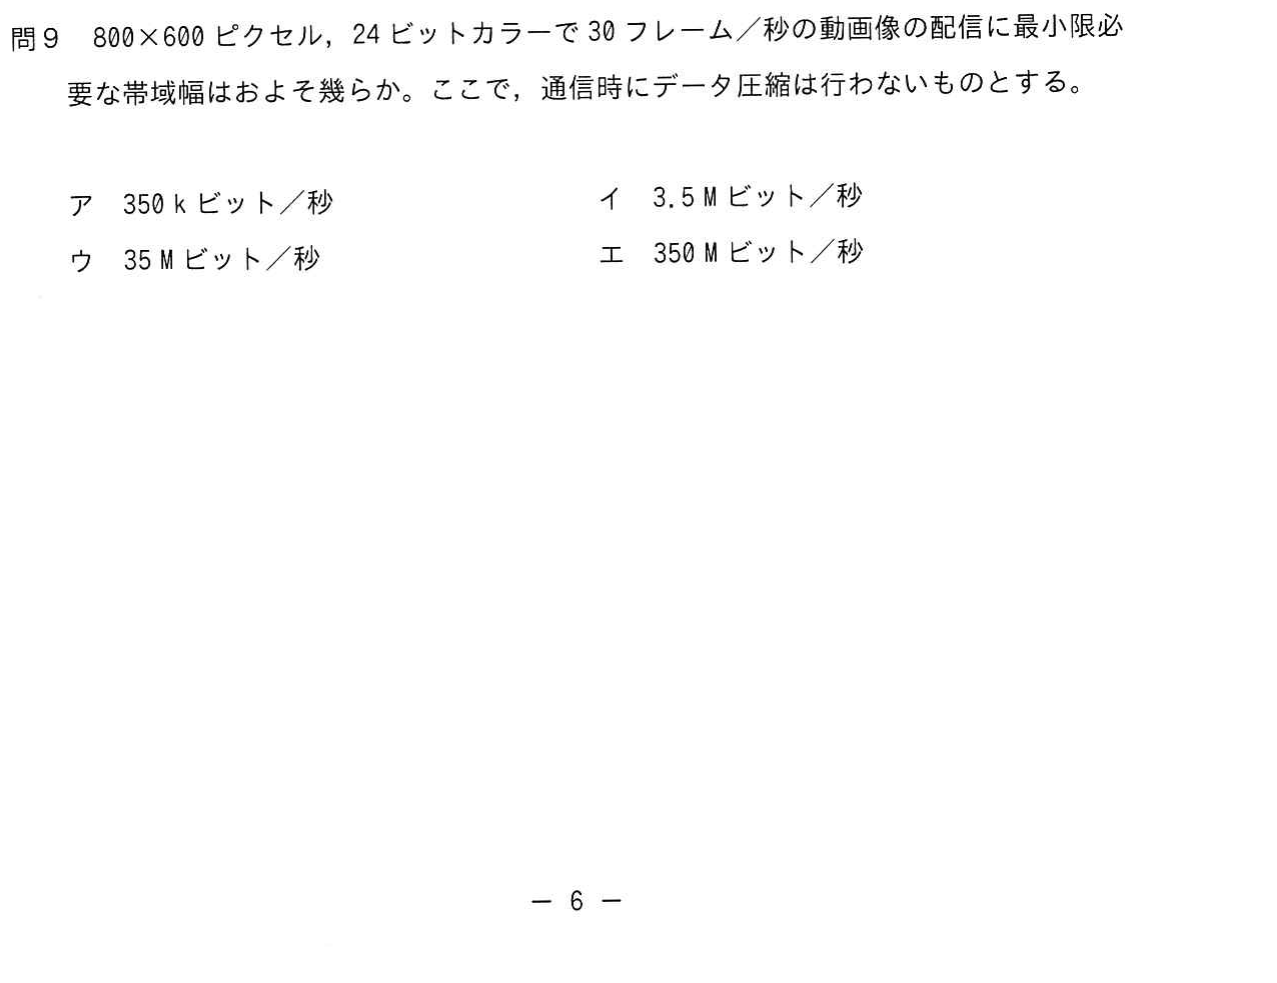 問９　800×600 ピクセル，24 ビットカラーで 30 フレーム／秒の動画像の配信に最小限必
要な帯域幅はおよそ幾らか。ここで，通信時にデータ圧縮は行わないものとする。
ア　350 k ビット／秒　イ　3.5 M ビット／秒
ウ　35 M ビット／秒　エ　350 M ビット／秒
－ 6 －